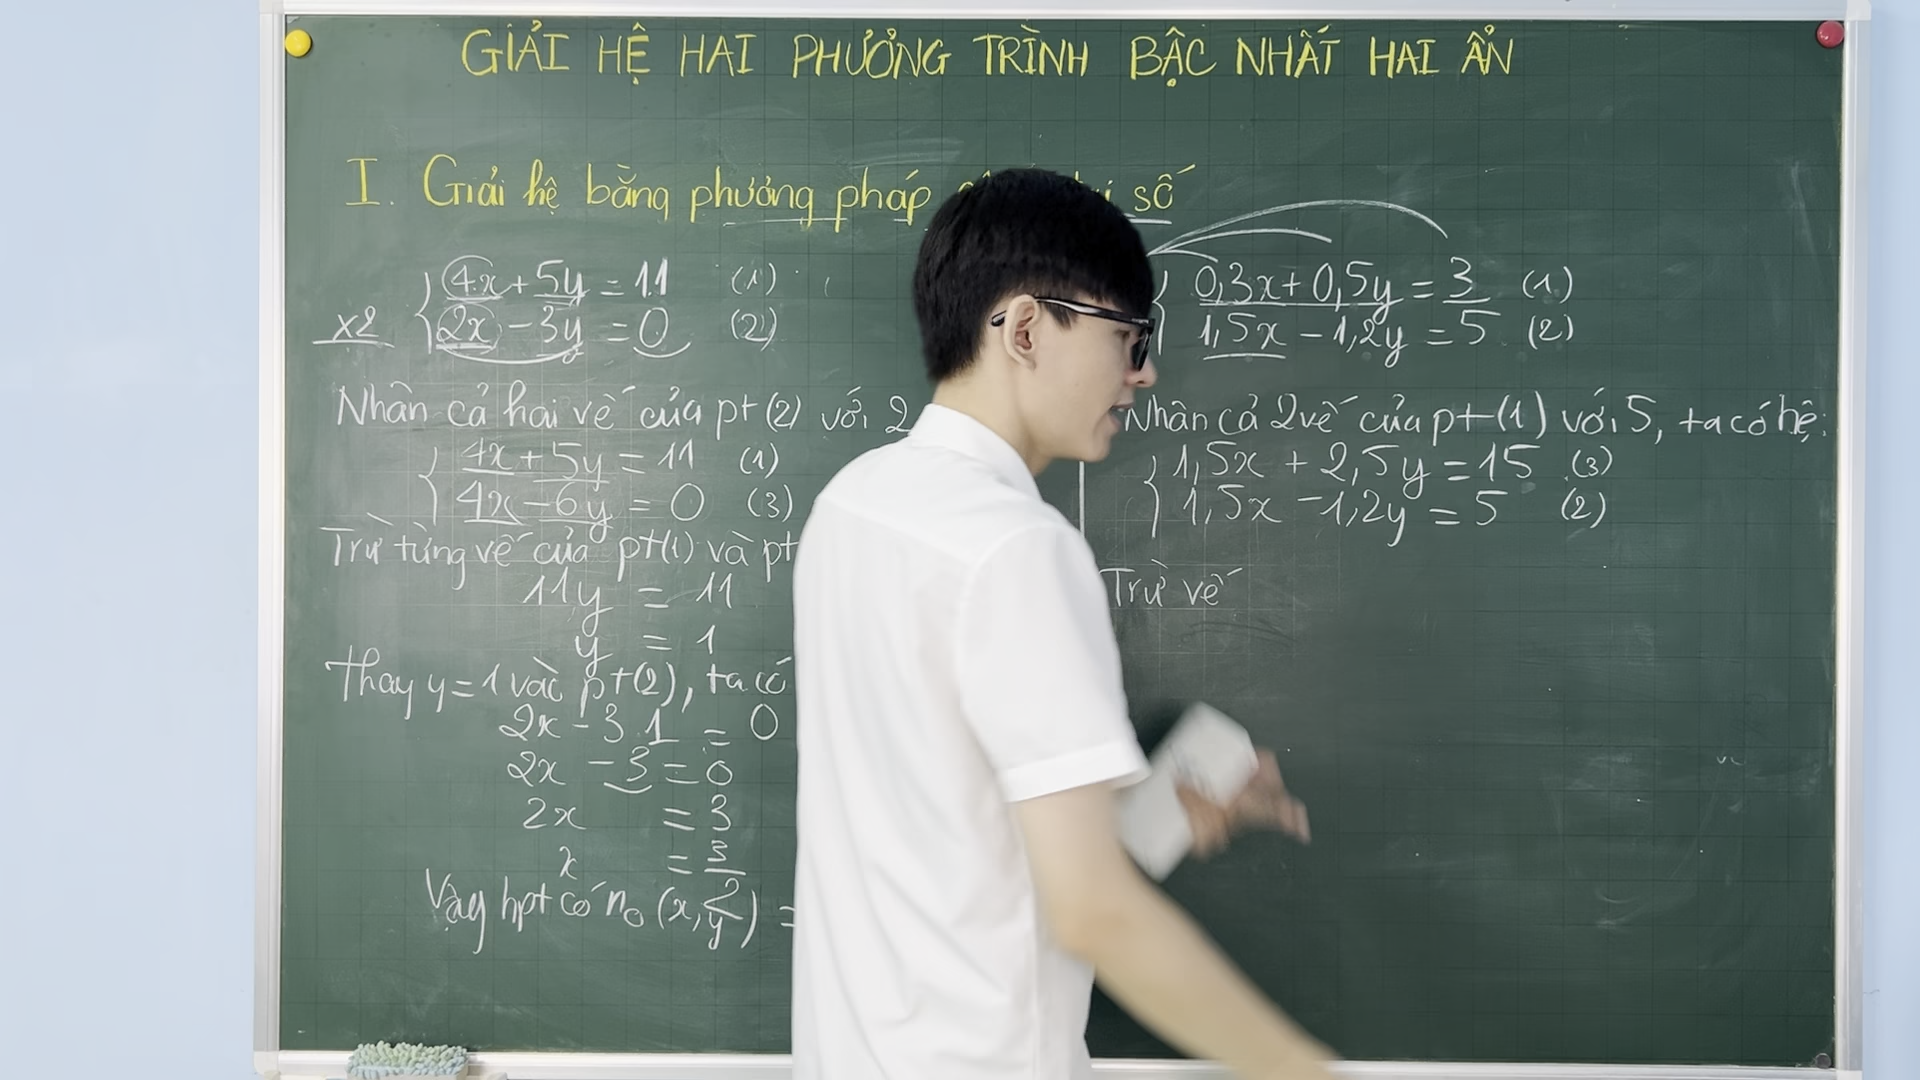 GIẢI HỆ HAI PHƯƠNG TRÌNH BẬC NHẤT HAI ẨN
I. Giải hệ bằng phương pháp số
4x + 5y = 11 (1)
x2 2x - 3y = 0 (2)
Nhân cả hai vế của pt (2) với 2
4x + 5y = 11 (1)
4x - 6y = 0 (3)
Trừ từng vế của pt(1) và pt
11y = 11
y = 1
Thay y = 1 vào pt(2), ta có
2x - 3.1 = 0
2x - 3 = 0
2x = 3
x = 3/2
Vậy hpt có no (x, y) =
0,3x + 0,5y = 3 (1)
1,5x - 1,2y = 5 (2)
Nhân cả 2 vế của pt (1) với 5, ta có hệ:
1,5x + 2,5y = 15 (3)
1,5x - 1,2y = 5 (2)
Trừ vế